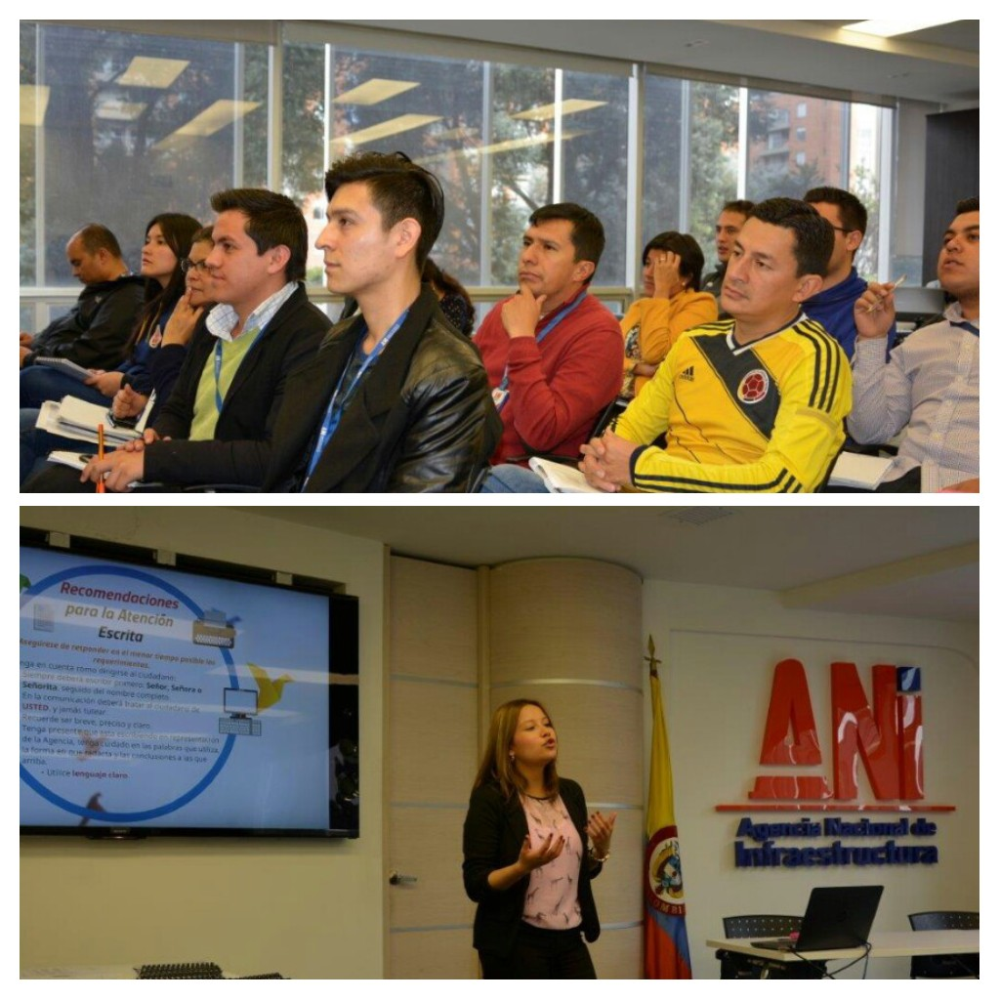 Recomendaciones
para la Atención
Escrita
Asegúrese de responder en el menor tiempo posible los
requerimientos.
nga en cuenta cómo dirigirse al ciudadano:
Siempre deberá escribir primero: Señor, Señora o
Señorita, seguido del nombre completo.
En la comunicación deberá tratar al ciudadano de
USTED, y jamás tutear.
Recuerde ser breve, preciso y claro.
Tenga presente que está escribiendo en representación
de la Agencia, tenga cuidado en las palabras que utiliza,
la forma en que redacta y las conclusiones a las que
arriba.
- Utilice lenguaje claro
ANI
Agencia Nacional de
Infraestructura